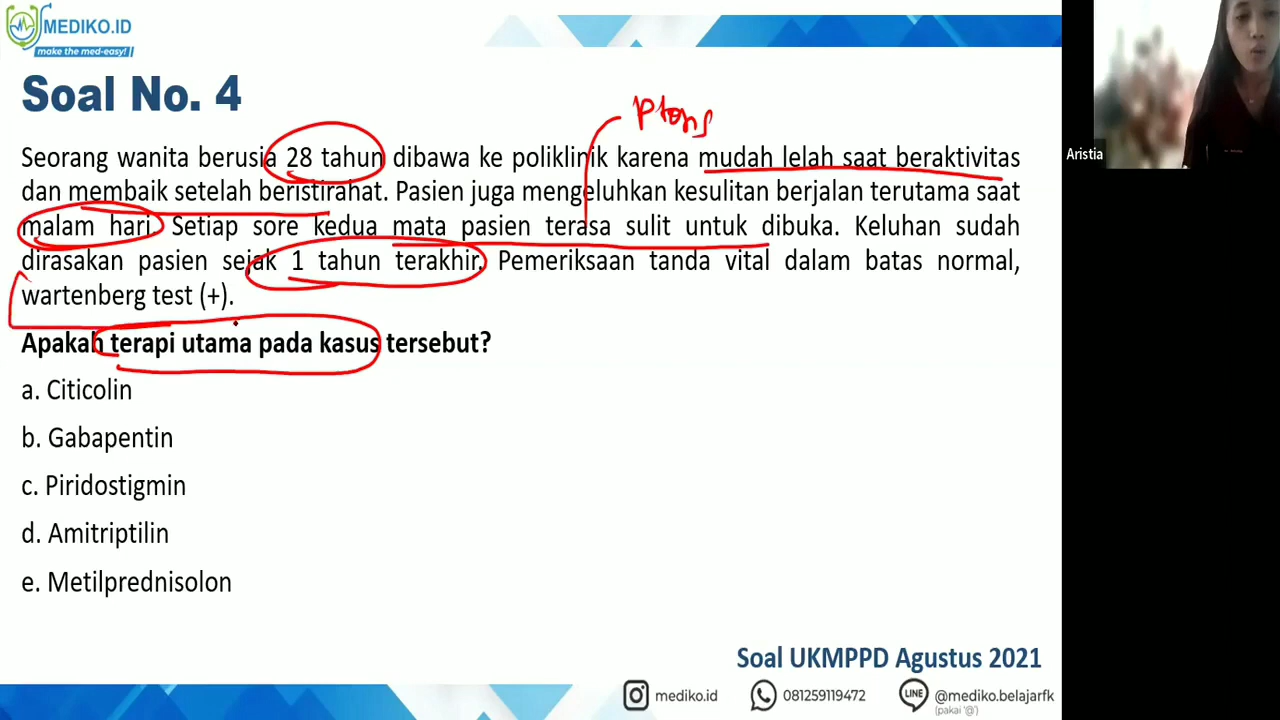 MEDIKO.ID
make the med-easy!
Soal No. 4
Ptosis
Seorang wanita berusia 28 tahun dibawa ke poliklinik karena mudah lelah saat beraktivitas
dan membaik setelah beristirahat. Pasien juga mengeluhkan kesulitan berjalan terutama saat
malam hari. Setiap sore kedua mata pasien terasa sulit untuk dibuka. Keluhan sudah
dirasakan pasien sejak 1 tahun terakhir. Pemeriksaan tanda vital dalam batas normal,
wartenberg test (+).
Apakah terapi utama pada kasus tersebut?
a. Citicolin
b. Gabapentin
c. Piridostigmin
d. Amitriptilin
e. Metilprednisolon
Aristia
Soal UKMPPD Agustus 2021
mediko.id
081259119472
LINE
@mediko.belajarfk
(pakai '@')